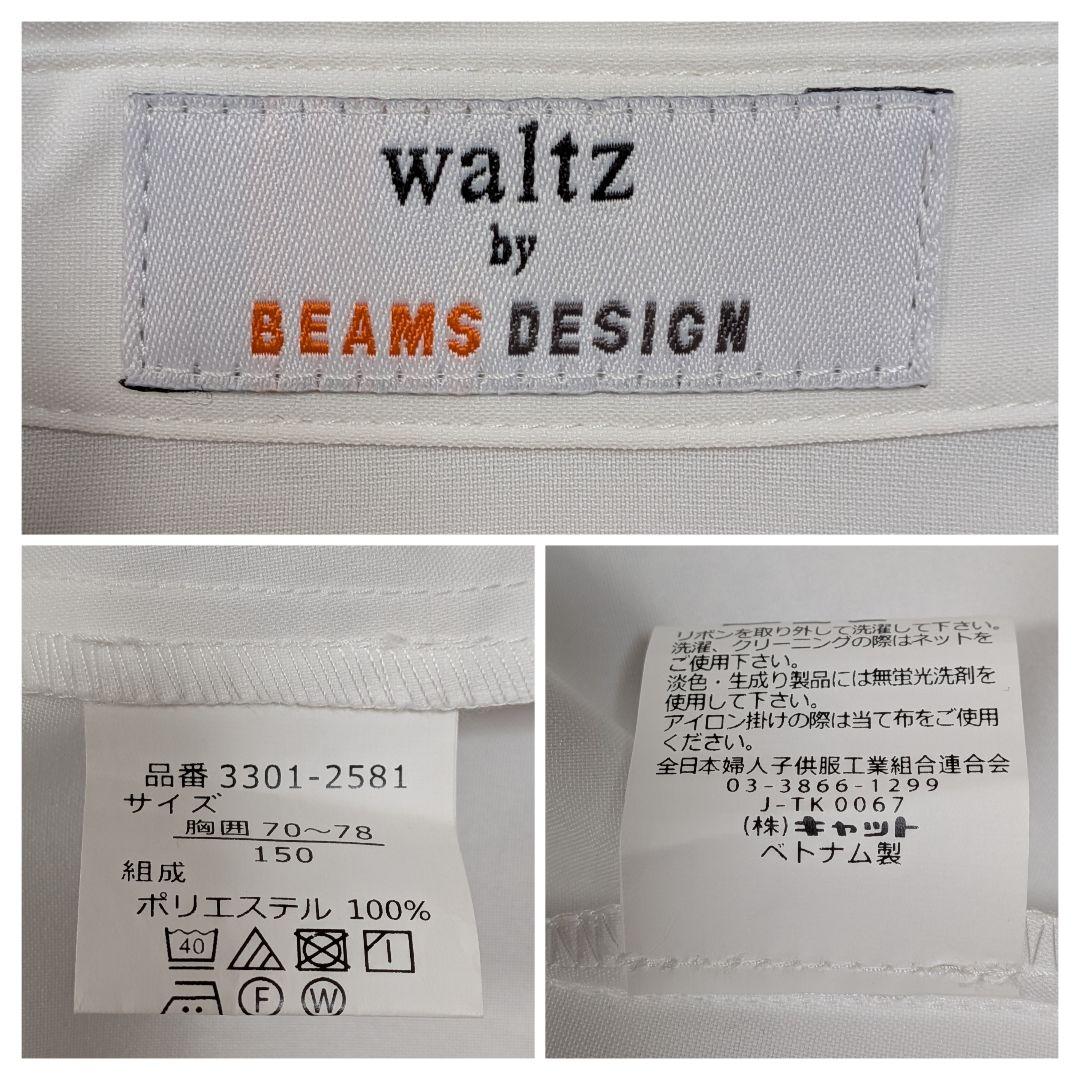 waltz
by
BEAMS DESIGN
品番 3301-2581
サイズ
胸囲 70～78
150
組成
ポリエステル 100%
40
F W
リボンを取り外して洗濯して下さい。
洗濯、クリーニングの際はネットを
ご使用下さい。
淡色・生成り製品には無蛍光洗剤を
使用して下さい。
アイロン掛けの際は当て布をご使用
ください。
全日本婦人子供服工業組合連合会
03-3866-1299
J-TK0067
(株)キャット
ベトナム製